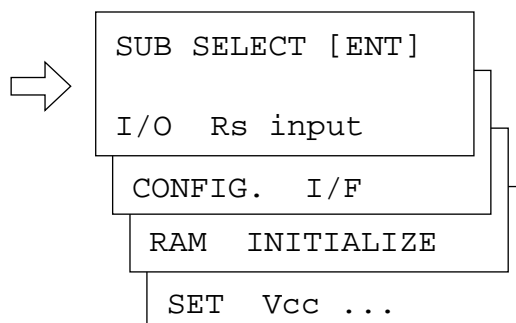 SUB SELECT [ENT]
I/O Rs input
CONFIG. I/F
RAM INITIALIZE
SET Vcc ...